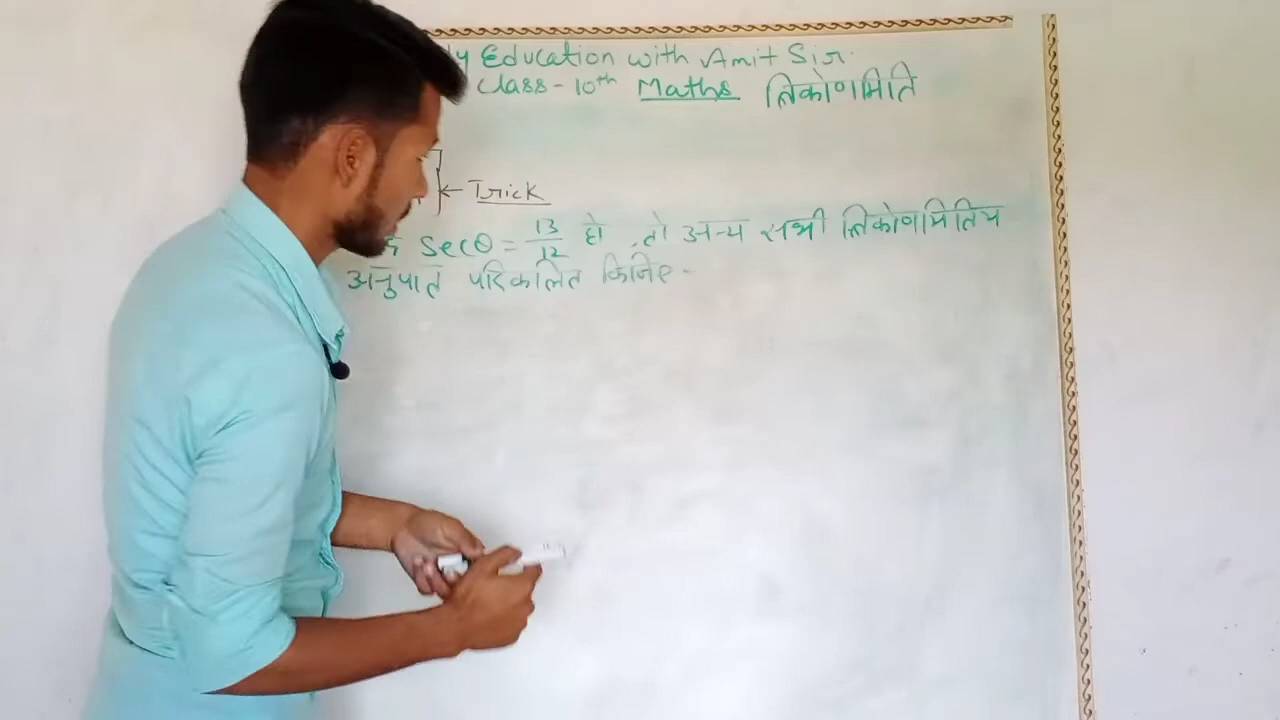 Education with Amit Sir.
Class - 10th Maths त्रिकोणमिति
← Trick
Secθ = 13/12 हो , तो अन्य सभी त्रिकोणमितिय
अनुपात परिकलित किजिए -